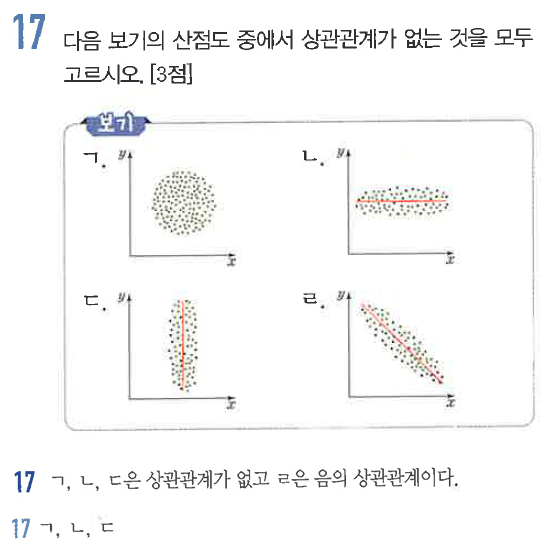 17 다음 보기의 산점도 중에서 상관관계가 없는 것을 모두
고르시오. [3점]
보기
ㄱ. y x
ㄴ. y x
ㄷ. y x
ㄹ. y x
17 ㄱ, ㄴ, ㄷ은 상관관계가 없고 ㄹ은 음의 상관관계이다.
17 ㄱ, ㄴ, ㄷ